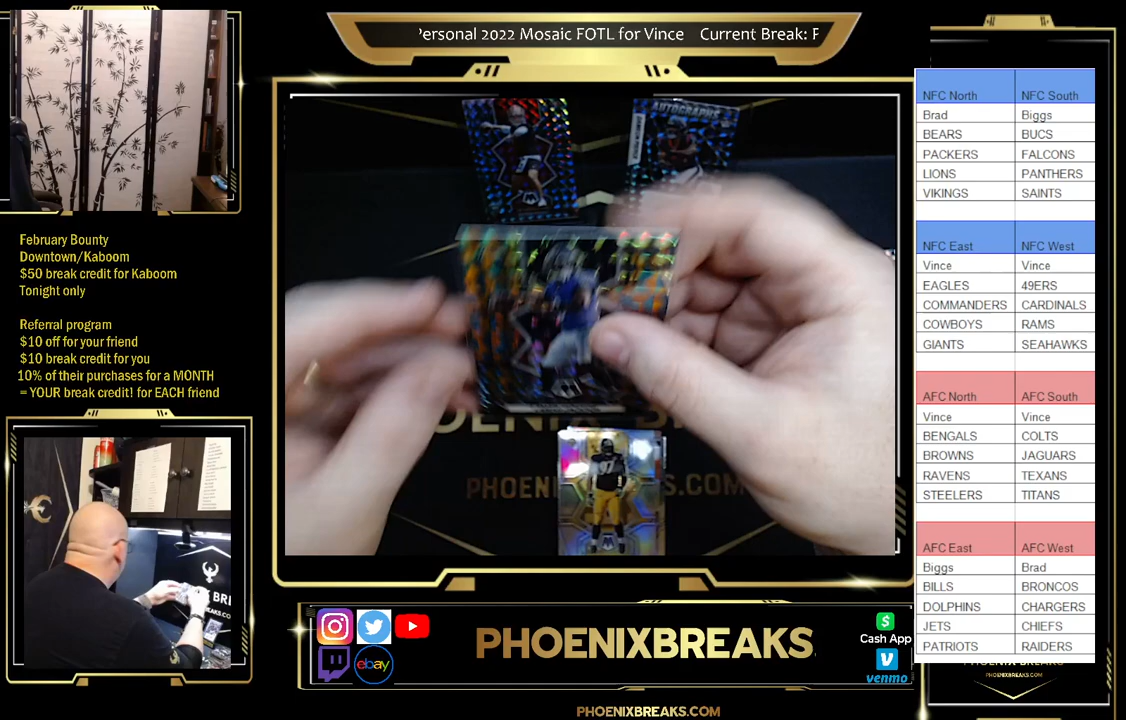 ersonal 2022 Mosaic FOTL for Vince Current Break: F
February Bounty
Downtown/Kaboom
$50 break credit for Kaboom
Tonight only
Referral program
$10 off for your friend
$10 break credit for you
10% of their purchases for a MONTH
= YOUR break credit! for EACH friend
AUTOGRAPHS
97
PHOENIXBREAKS
ebay
Cash App
venmo
PHOENIXBREAKS.COM
NFC North NFC South
Brad Biggs
BEARS BUCS
PACKERS FALCONS
LIONS PANTHERS
VIKINGS SAINTS
NFC East NFC West
Vince Vince
EAGLES 49ERS
COMMANDERS CARDINALS
COWBOYS RAMS
GIANTS SEAHAWKS
AFC North AFC South
Vince Vince
BENGALS COLTS
BROWNS JAGUARS
RAVENS TEXANS
STEELERS TITANS
AFC East AFC West
Biggs Brad
BILLS BRONCOS
DOLPHINS CHARGERS
JETS CHIEFS
PATRIOTS RAIDERS
PHOENIXBREAKS.COM